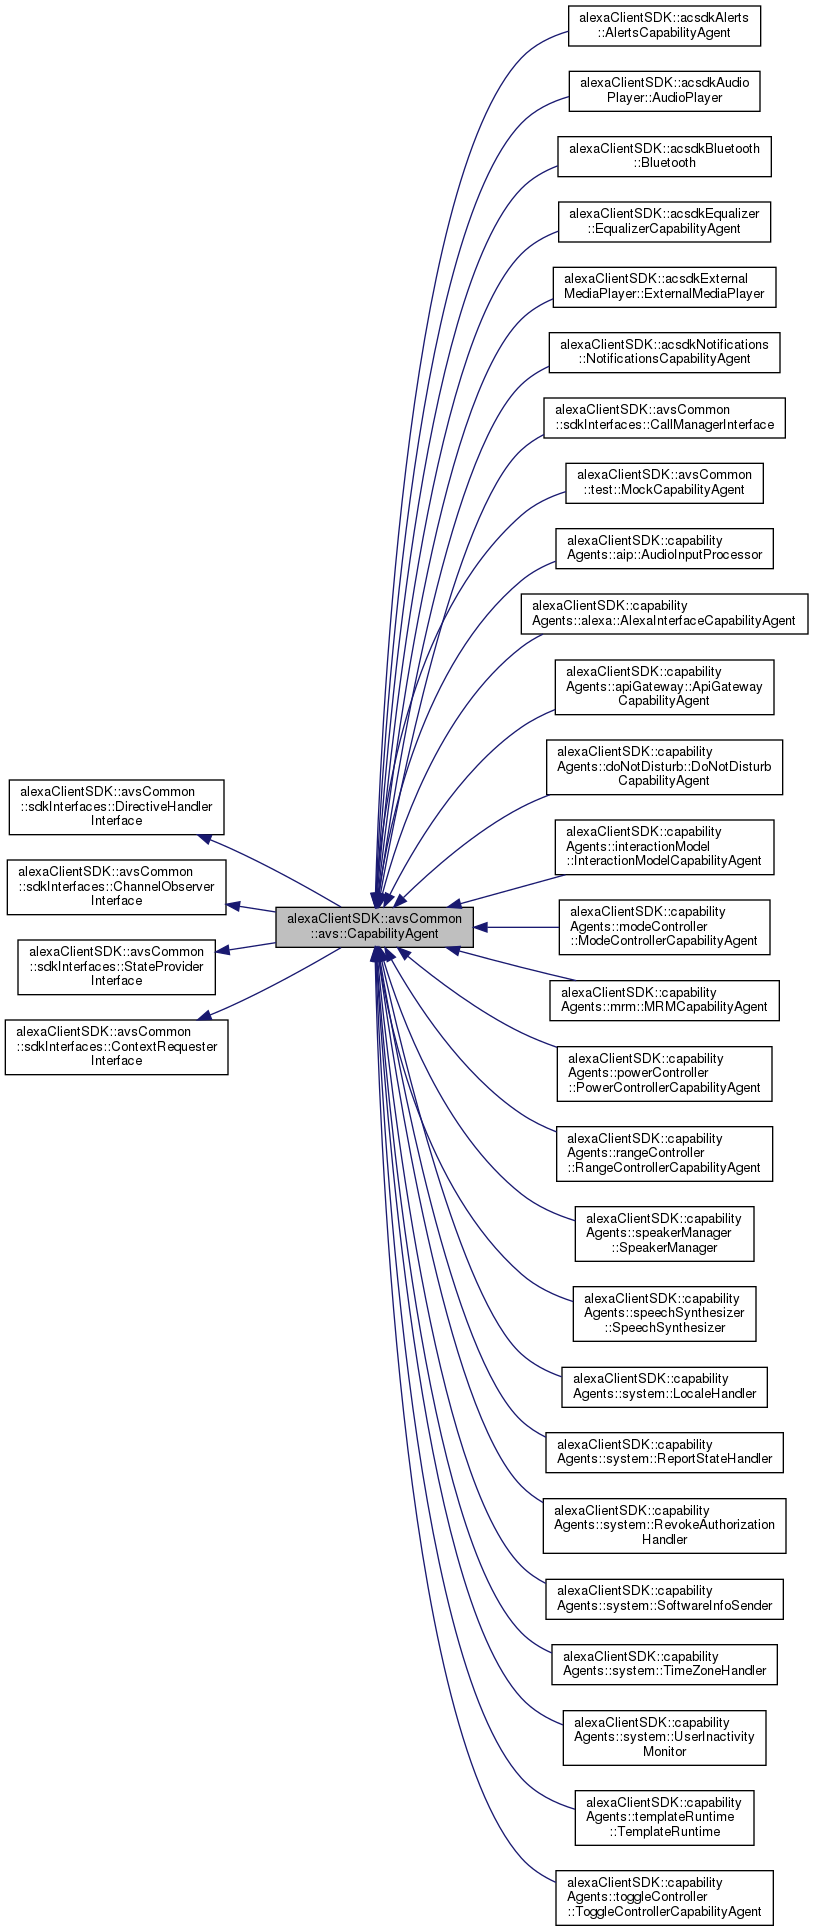 alexaClientSDK::acsdkAlerts
::AlertsCapabilityAgent
alexaClientSDK::acsdkAudio
Player::AudioPlayer
alexaClientSDK::acsdkBluetooth
::Bluetooth
alexaClientSDK::acsdkEqualizer
::EqualizerCapabilityAgent
alexaClientSDK::acsdkExternal
MediaPlayer::ExternalMediaPlayer
alexaClientSDK::acsdkNotifications
::NotificationsCapabilityAgent
alexaClientSDK::avsCommon
::sdkInterfaces::CallManagerInterface
alexaClientSDK::avsCommon
::test::MockCapabilityAgent
alexaClientSDK::capability
Agents::aip::AudioInputProcessor
alexaClientSDK::capability
Agents::alexa::AlexaInterfaceCapabilityAgent
alexaClientSDK::capability
Agents::apiGateway::ApiGateway
CapabilityAgent
alexaClientSDK::capability
Agents::doNotDisturb::DoNotDisturb
CapabilityAgent
alexaClientSDK::capability
Agents::interactionModel
::InteractionModelCapabilityAgent
alexaClientSDK::capability
Agents::modeController
::ModeControllerCapabilityAgent
alexaClientSDK::capability
Agents::mrm::MRMCapabilityAgent
alexaClientSDK::capability
Agents::powerController
::PowerControllerCapabilityAgent
alexaClientSDK::capability
Agents::rangeController
::RangeControllerCapabilityAgent
alexaClientSDK::capability
Agents::speakerManager
::SpeakerManager
alexaClientSDK::capability
Agents::speechSynthesizer
::SpeechSynthesizer
alexaClientSDK::capability
Agents::system::LocaleHandler
alexaClientSDK::capability
Agents::system::ReportStateHandler
alexaClientSDK::capability
Agents::system::RevokeAuthorization
Handler
alexaClientSDK::capability
Agents::system::SoftwareInfoSender
alexaClientSDK::capability
Agents::system::TimeZoneHandler
alexaClientSDK::capability
Agents::system::UserInactivity
Monitor
alexaClientSDK::capability
Agents::templateRuntime
::TemplateRuntime
alexaClientSDK::capability
Agents::toggleController
::ToggleControllerCapabilityAgent
alexaClientSDK::avsCommon
::avs::CapabilityAgent
alexaClientSDK::avsCommon
::sdkInterfaces::DirectiveHandler
Interface
alexaClientSDK::avsCommon
::sdkInterfaces::ChannelObserver
Interface
alexaClientSDK::avsCommon
::sdkInterfaces::StateProvider
Interface
alexaClientSDK::avsCommon
::sdkInterfaces::ContextRequester
Interface